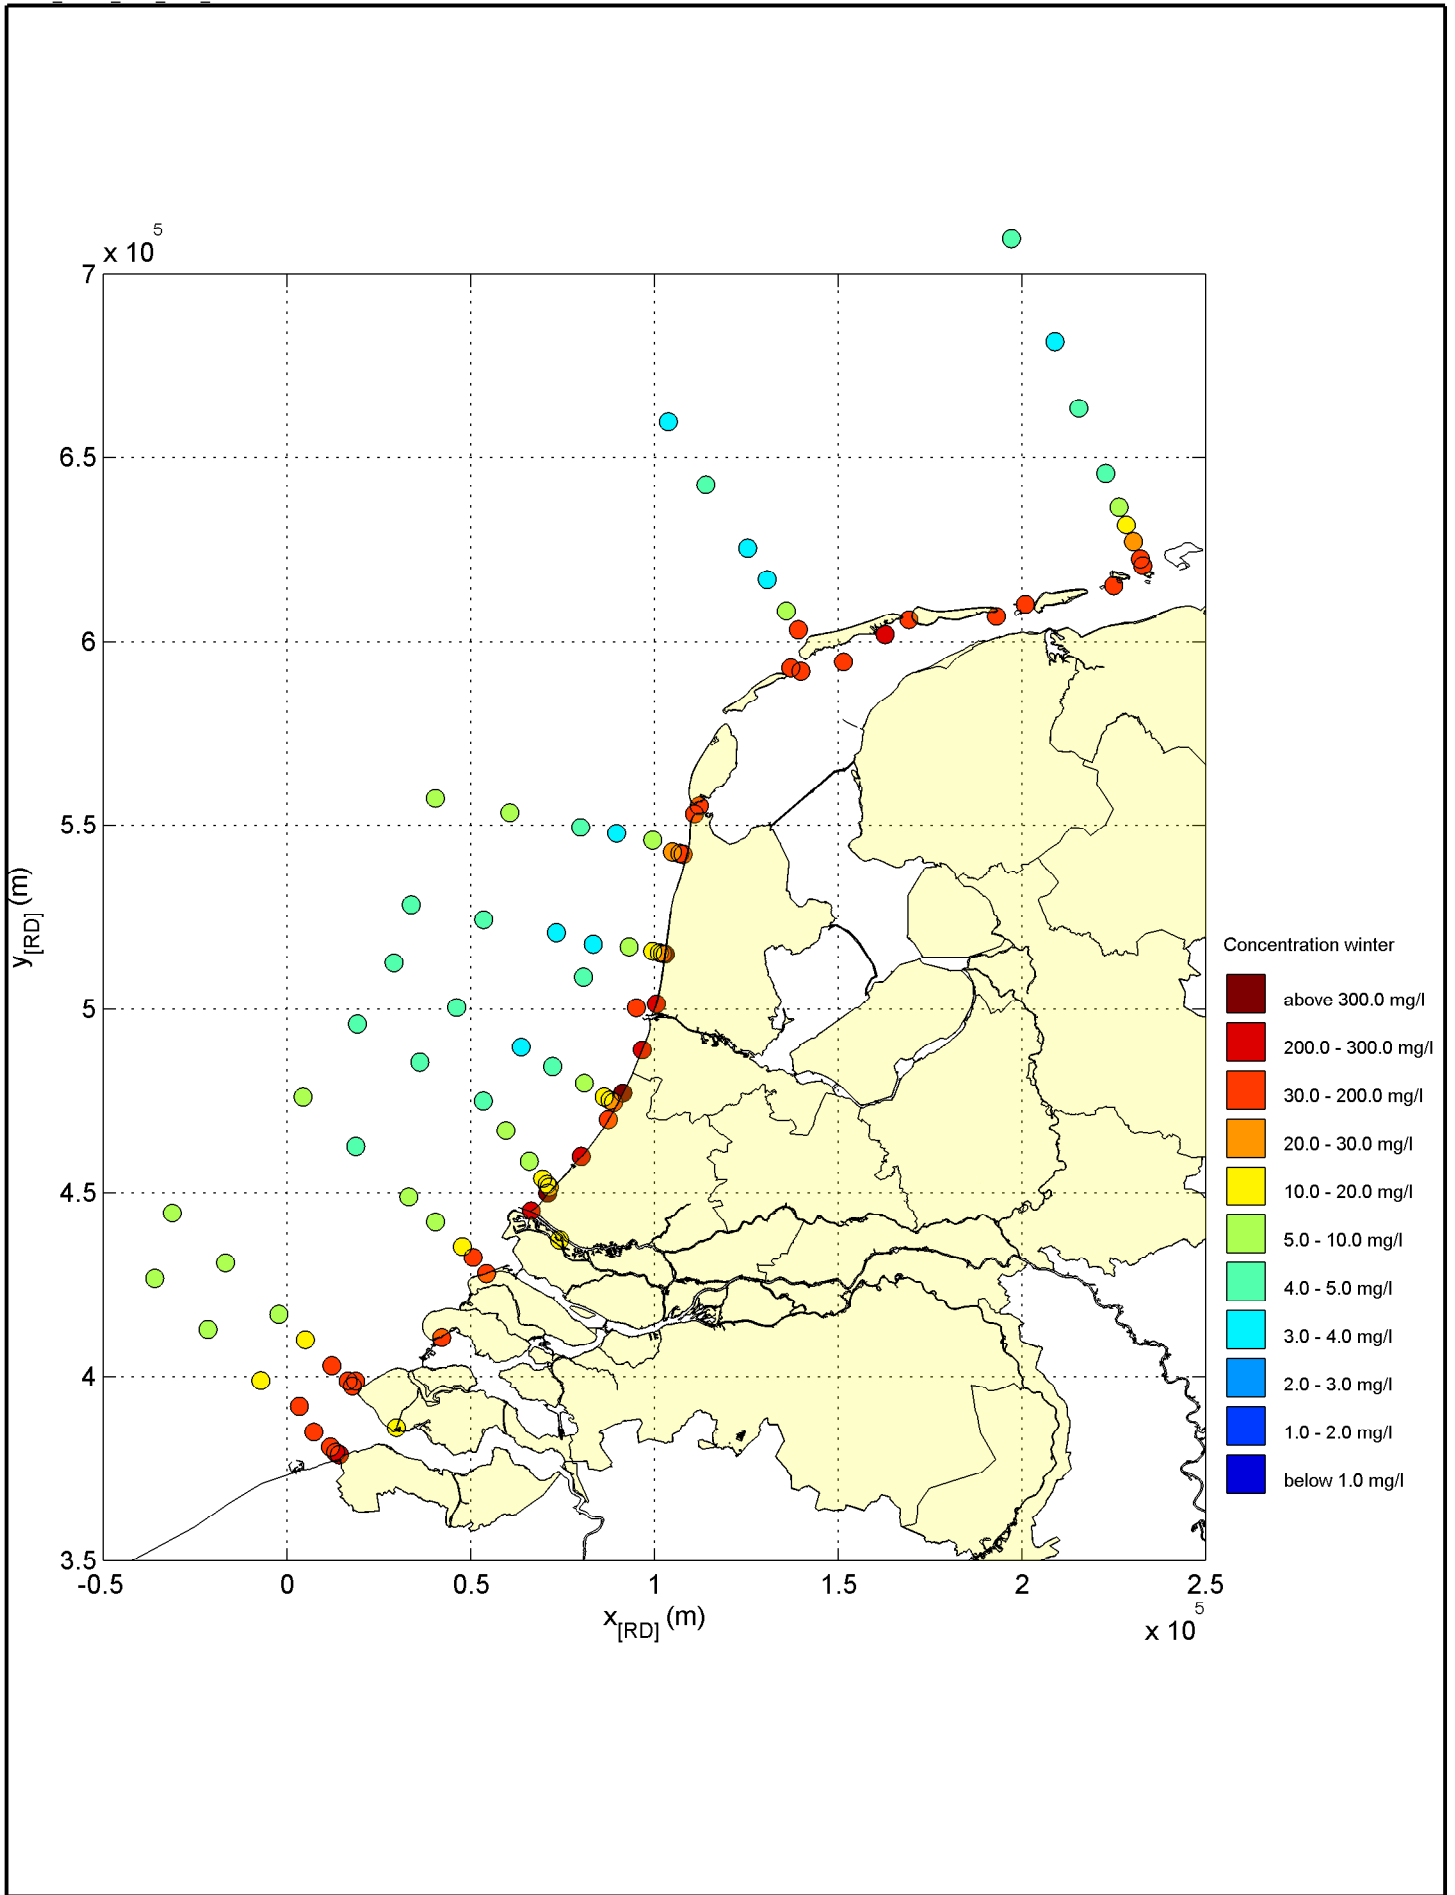 x 10
5
7
6.5
6
5.5
5
4.5
4
3.5
y[RD] (m)
-0.5 0 0.5 1 1.5 2 2.5
x[RD] (m)
x 10
5
Concentration winter
above 300.0 mg/l
200.0 - 300.0 mg/l
30.0 - 200.0 mg/l
20.0 - 30.0 mg/l
10.0 - 20.0 mg/l
5.0 - 10.0 mg/l
4.0 - 5.0 mg/l
3.0 - 4.0 mg/l
2.0 - 3.0 mg/l
1.0 - 2.0 mg/l
below 1.0 mg/l